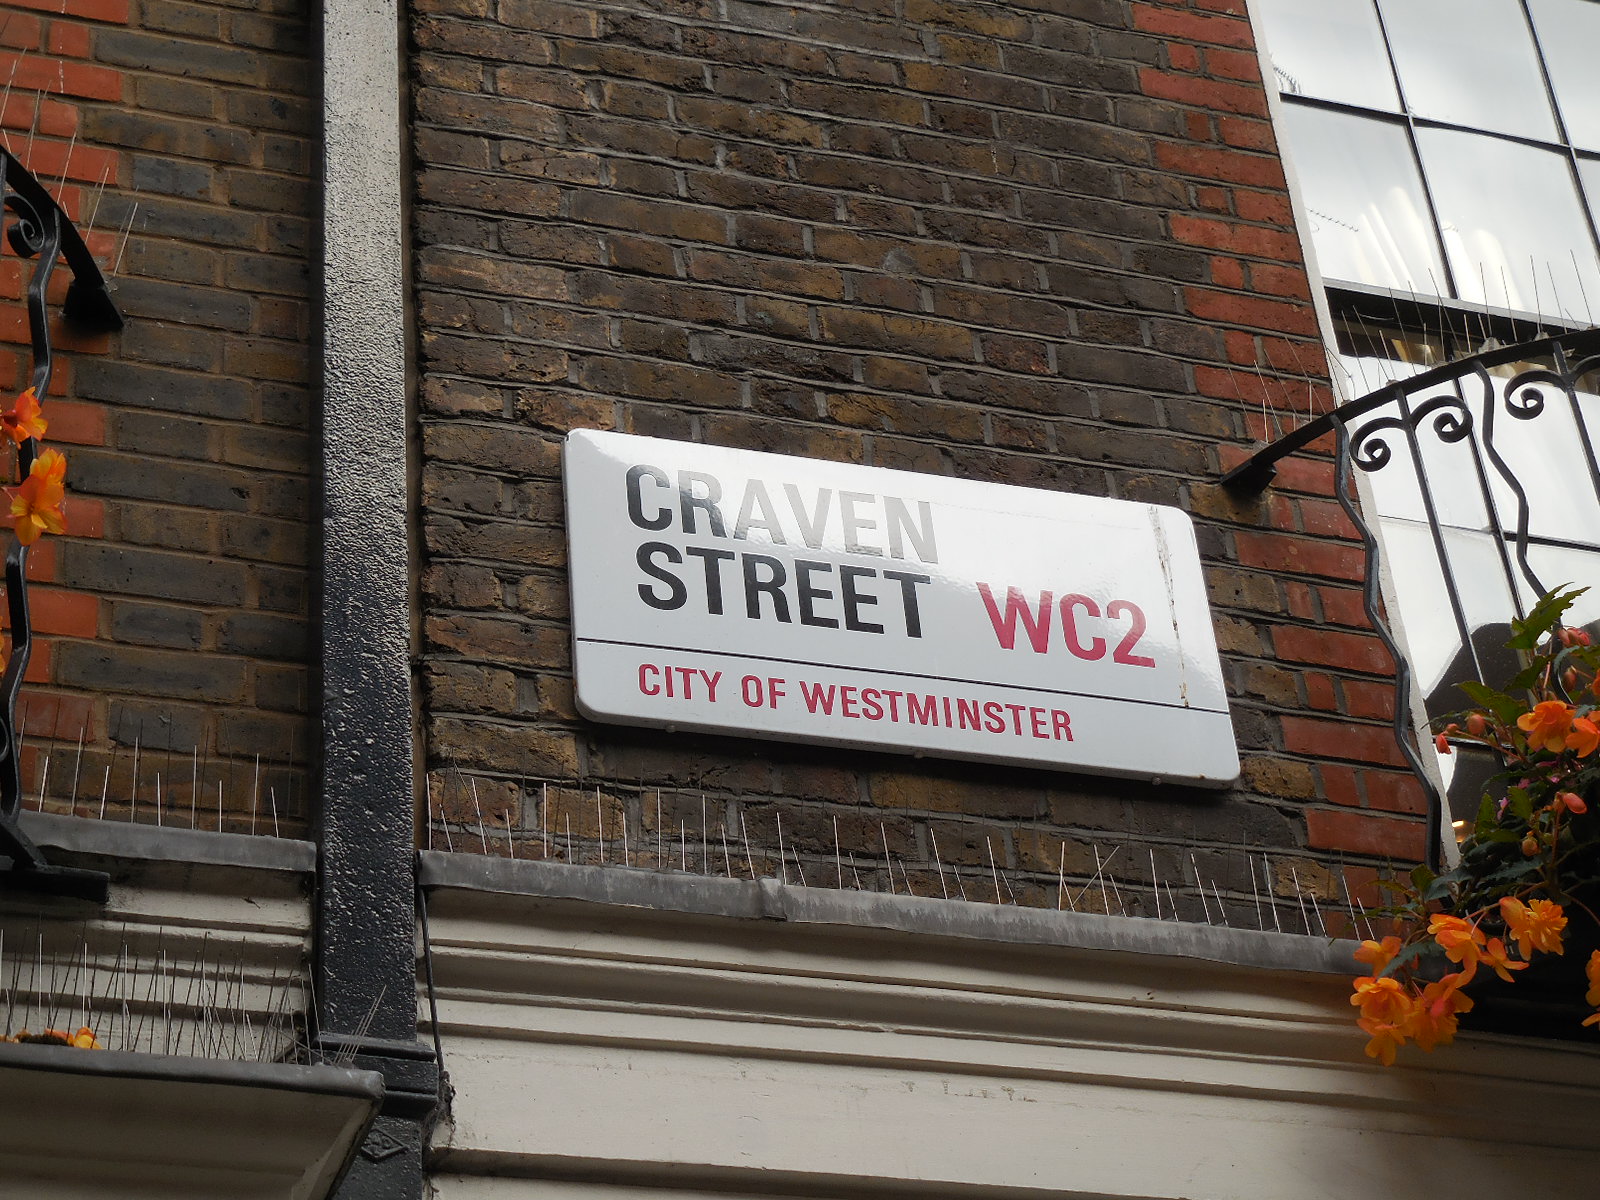 CRAVEN
STREET WC2
CITY OF WESTMINSTER